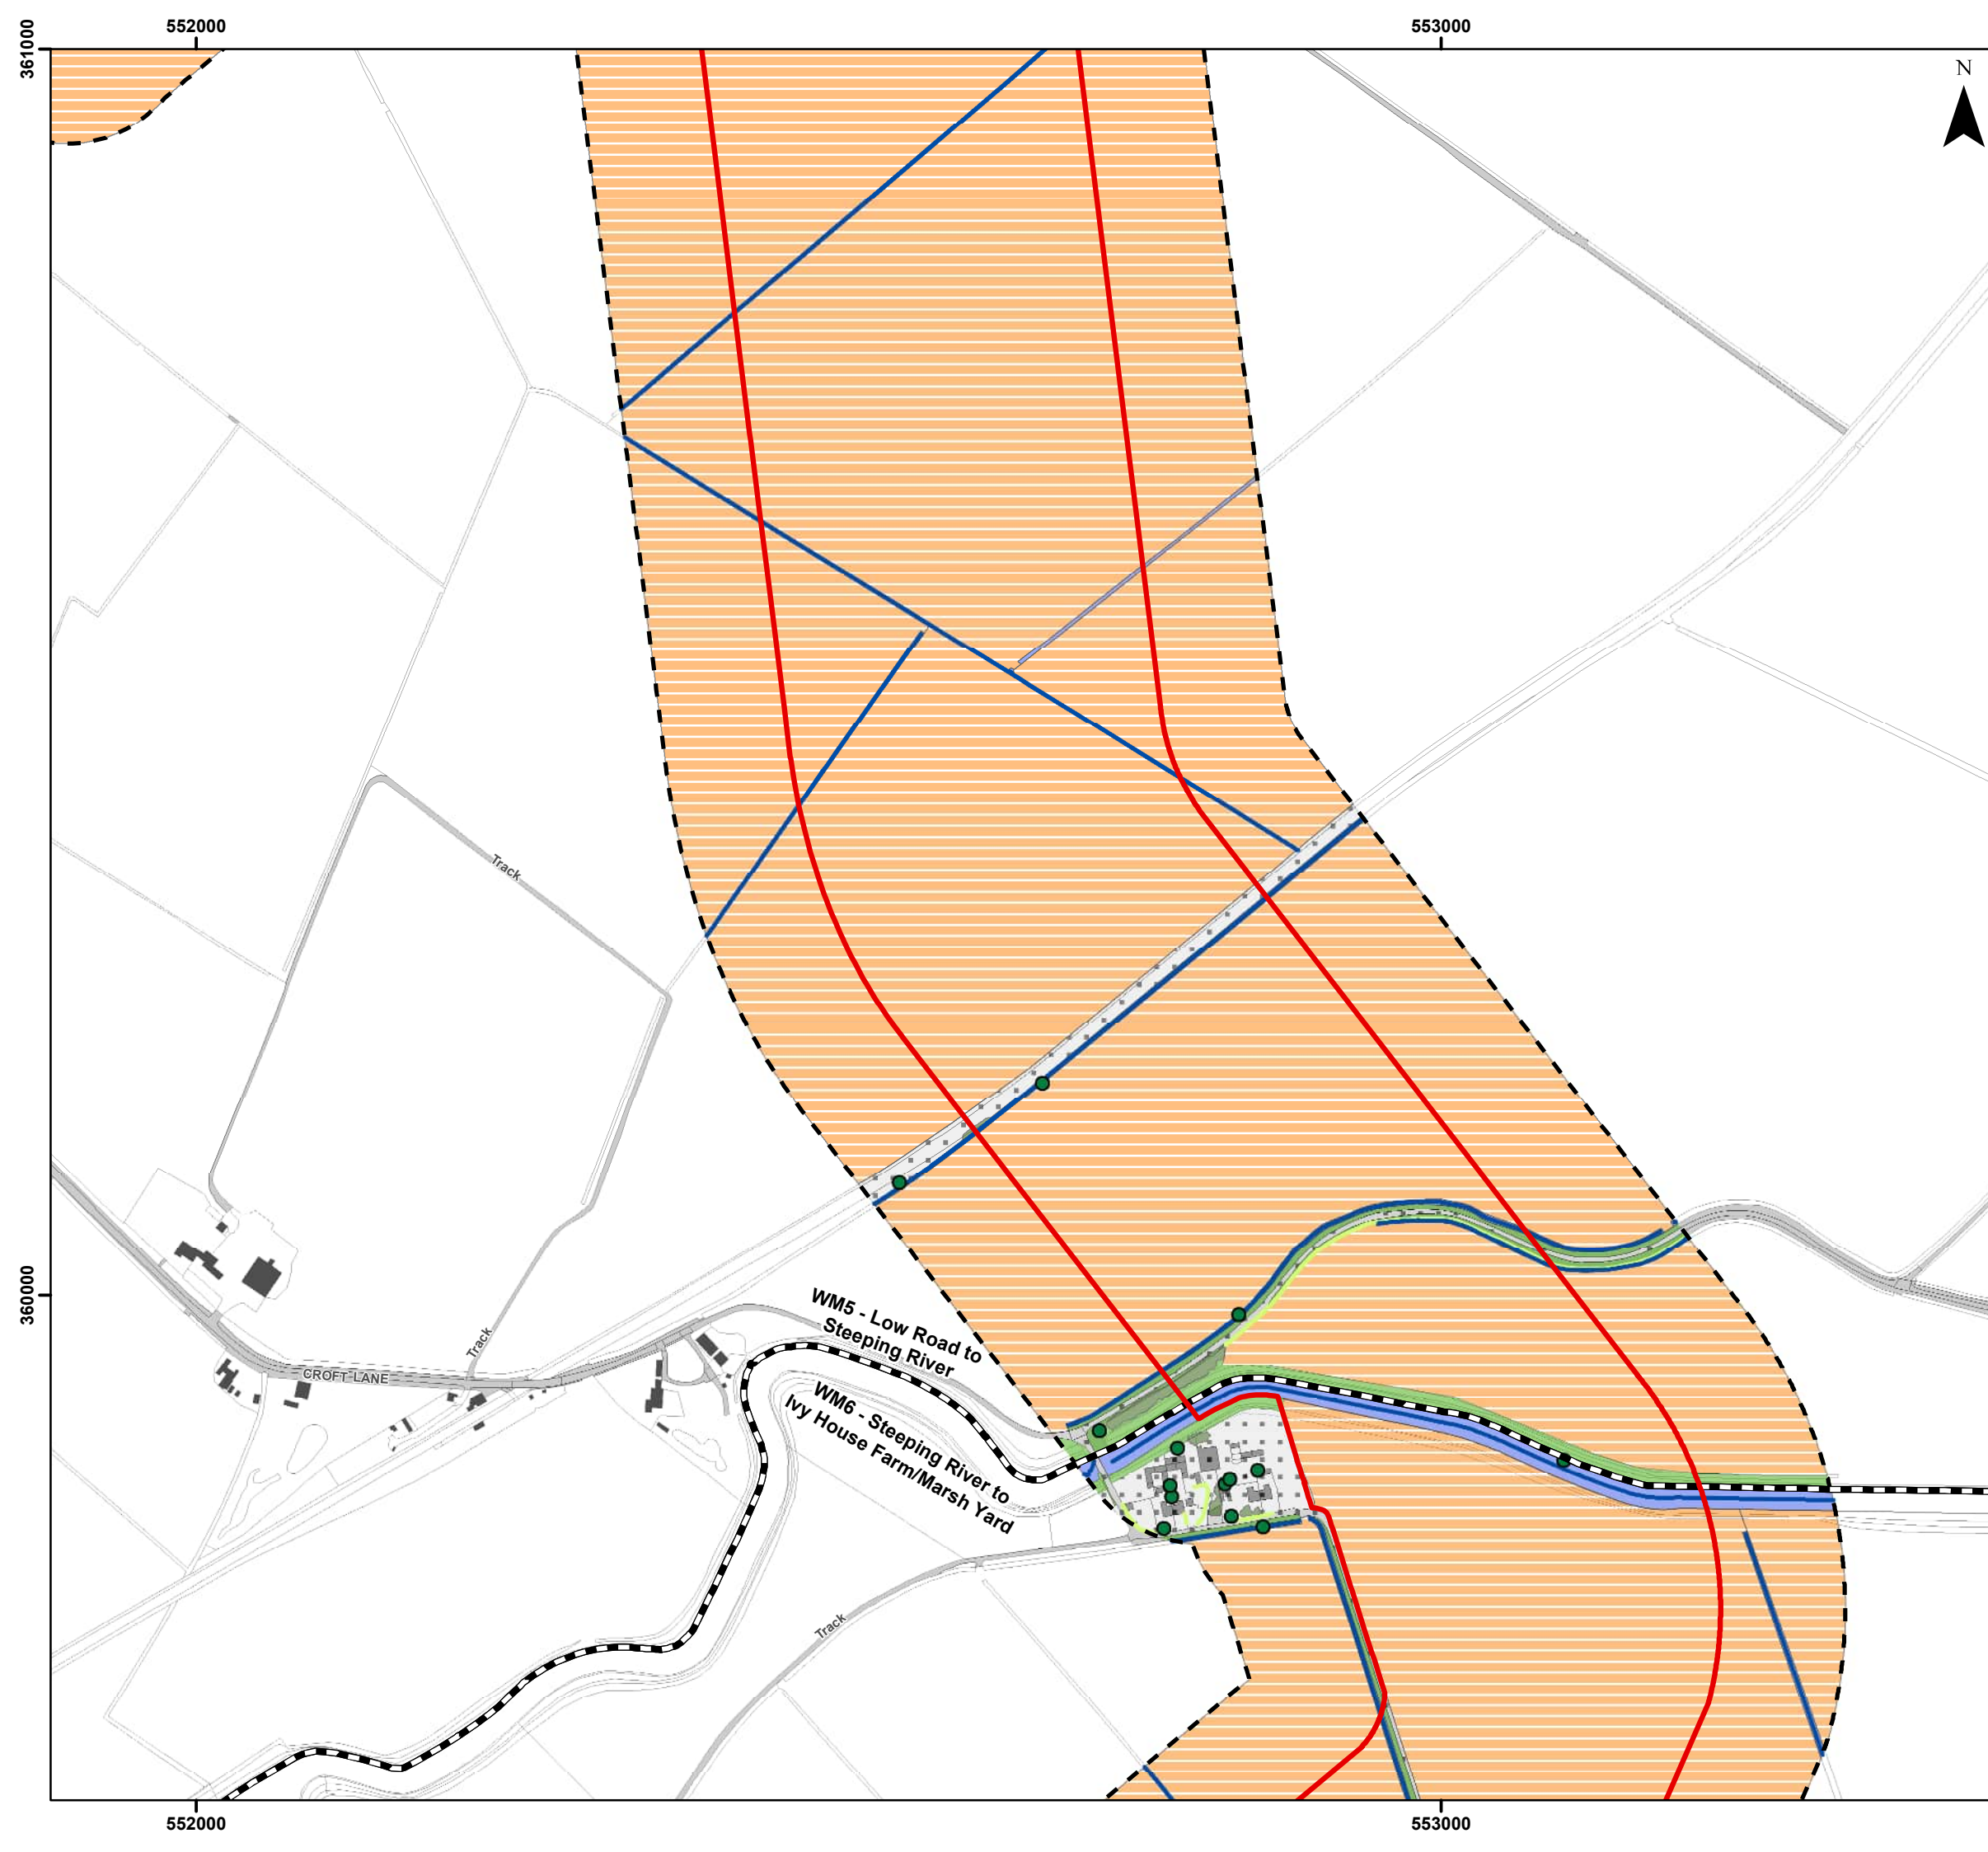 552000
553000
361000
N
Track
360000
WM5 - Low Road to
Steeping River
Track
CROFT LANE
WM6 - Steeping River to
Ivy House Farm/Marsh Yard
Track
552000
553000